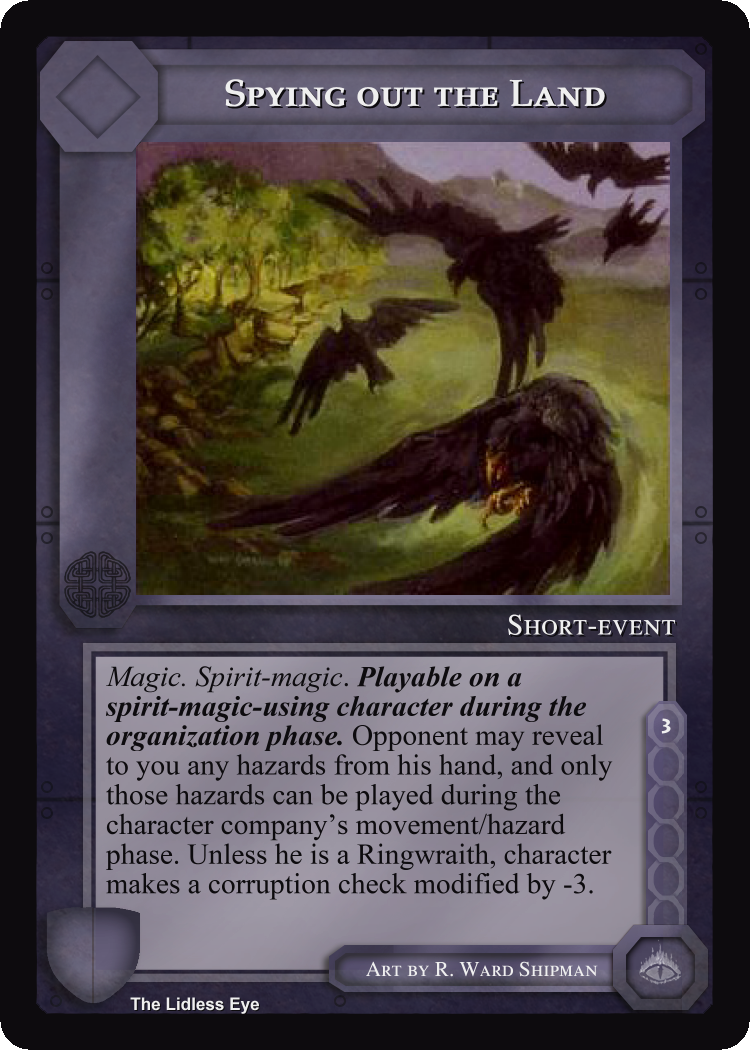 Spying out the Land
Short-event
Magic. Spirit-magic. Playable on a
spirit-magic-using character during the
organization phase. Opponent may reveal
to you any hazards from his hand, and only
those hazards can be played during the
character company's movement/hazard
phase. Unless he is a Ringwraith, character
makes a corruption check modified by -3.
3
Art by R. Ward Shipman
The Lidless Eye